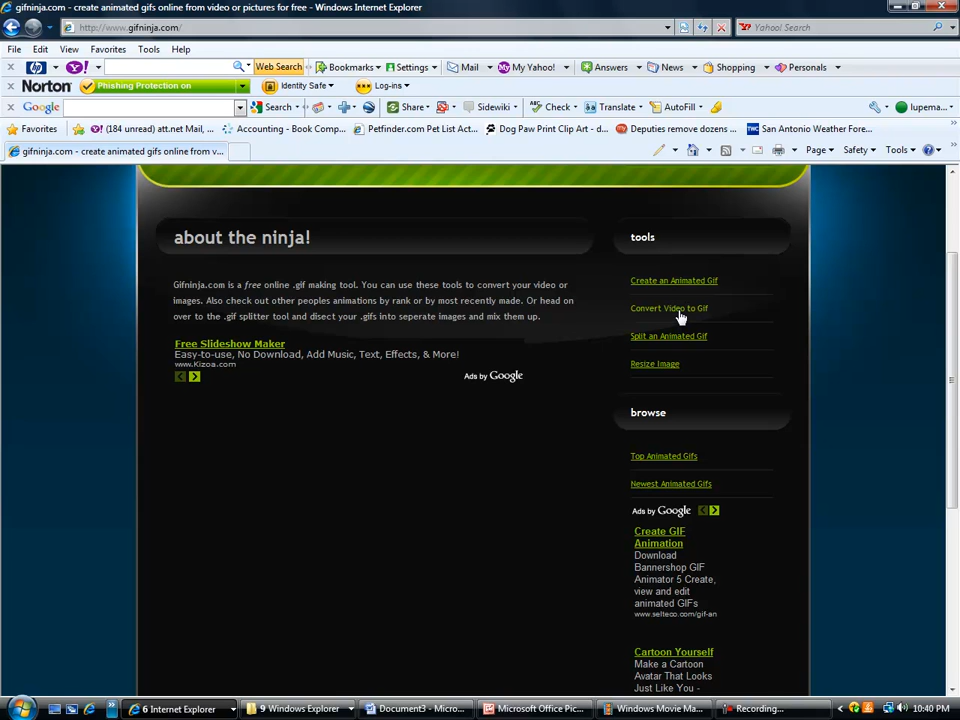 gifninja.com - create animated gifs online from video or pictures for free - Windows Internet Explorer
http://www.gifninja.com/
Yahoo! Search
File Edit View Favorites Tools Help
hp Y! Web Search Bookmarks Settings Mail My Yahoo! Answers News Shopping Personals
Norton Phishing Protection on Identity Safe Log-ins
Google Search Share Sidewiki Check Translate AutoFill lupema...
Favorites Y! (184 unread) att.net Mail, ... Accounting - Book Comp... Petfinder.com Pet List Act... Dog Paw Print Clip Art - d... Deputies remove dozens ... San Antonio Weather Fore...
gifninja.com - create animated gifs online from v... Page Safety Tools
about the ninja!
Gifninja.com is a free online .gif making tool. You can use these tools to convert your video or
images. Also check out other peoples animations by rank or by most recently made. Or head on
over to the .gif splitter tool and disect your .gifs into seperate images and mix them up.
Free Slideshow Maker
Easy-to-use, No Download, Add Music, Text, Effects, & More!
www.Kizoa.com
Ads by Google
tools
Create an Animated Gif
Convert Video to Gif
Split an Animated Gif
Resize Image
browse
Top Animated Gifs
Newest Animated Gifs
Ads by Google
Create GIF
Animation
Download
Bannershop GIF
Animator 5 Create,
view and edit
animated GIFs
www.selteco.com/gif-an
Cartoon Yourself
Make a Cartoon
Avatar That Looks
Just Like You -
6 Internet Explorer 9 Windows Explorer Document3 - Micro... Microsoft Office Pic... Windows Movie Ma... Recording... 10:40 PM